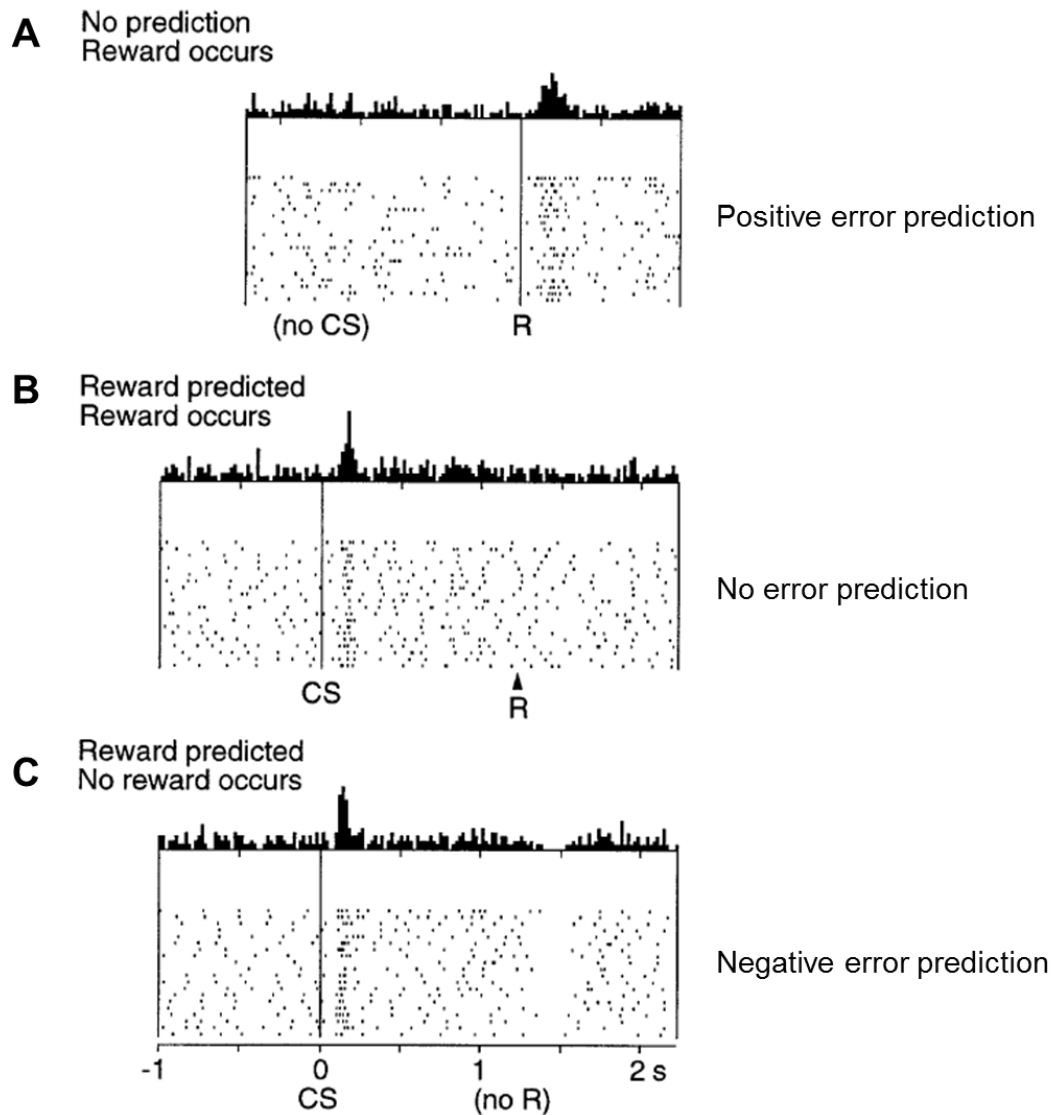 A
No prediction
Reward occurs
Positive error prediction
(no CS)
R
B
Reward predicted
Reward occurs
No error prediction
CS
R
C
Reward predicted
No reward occurs
Negative error prediction
-1 0 1 2 s
CS (no R)